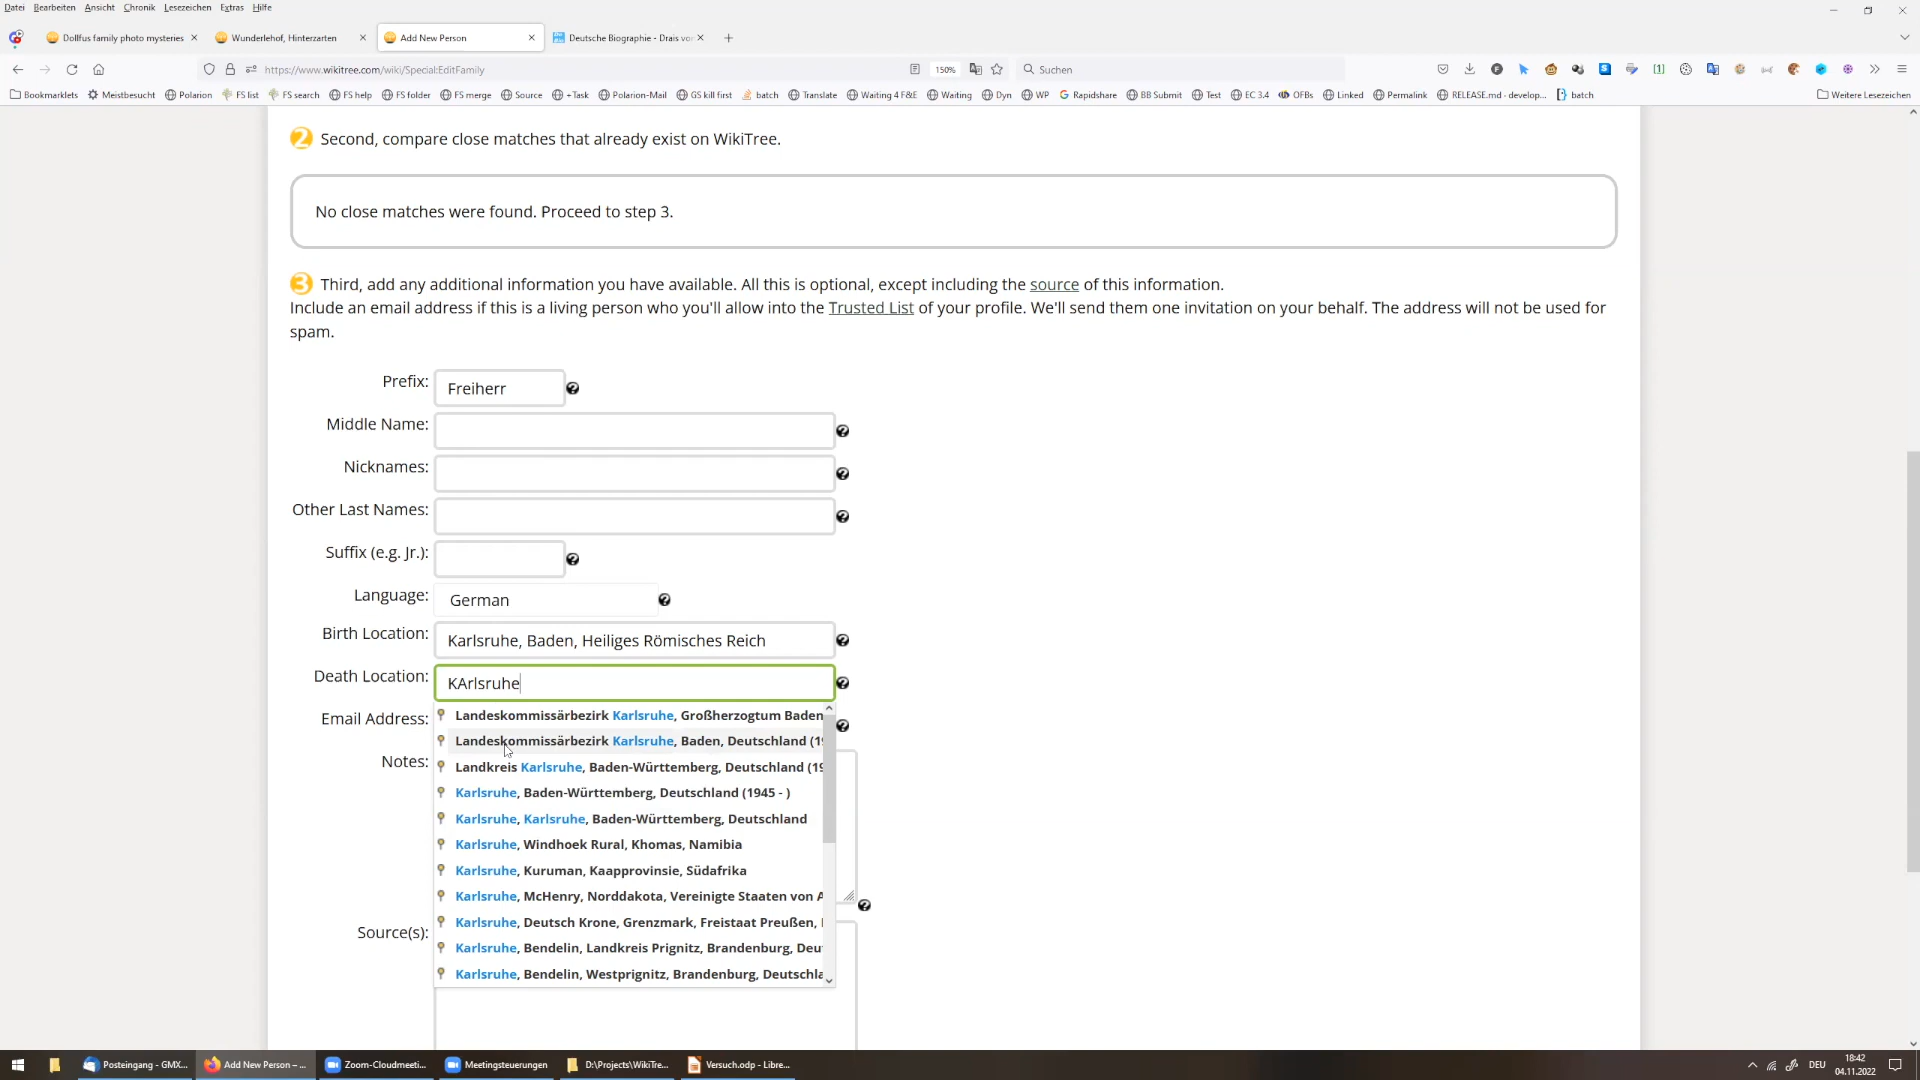 Datei Bearbeiten Ansicht Chronik Lesezeichen Extras Hilfe
Dollfus family photo mysteries
Wunderlehof, Hinterzarten
Add New Person
Deutsche Biographie - Drais vo
https://www.wikitree.com/wiki/Special:EditFamily
150%
Suchen
Bookmarklets Meistbesucht Polarion FS list FS search FS help FS folder FS merge Source +Task Polarion-Mail GS kill first batch Translate Waiting 4 F&E Waiting Dyn WP Rapidshare BB Submit Test EC 3.4 OFBs Linked Permalink RELEASE.md - develop... batch Weitere Lesezeichen
2 Second, compare close matches that already exist on WikiTree.
No close matches were found. Proceed to step 3.
3 Third, add any additional information you have available. All this is optional, except including the source of this information.
Include an email address if this is a living person who you'll allow into the Trusted List of your profile. We'll send them one invitation on your behalf. The address will not be used for
spam.
Prefix: Freiherr
Middle Name:
Nicknames:
Other Last Names:
Suffix (e.g. Jr.):
Language: German
Birth Location: Karlsruhe, Baden, Heiliges Römisches Reich
Death Location: KArlsruhe
Email Address:
Notes:
Source(s):
Landeskommissärbezirk Karlsruhe, Großherzogtum Baden
Landeskommissärbezirk Karlsruhe, Baden, Deutschland (19
Landkreis Karlsruhe, Baden-Württemberg, Deutschland (19
Karlsruhe, Baden-Württemberg, Deutschland (1945 - )
Karlsruhe, Karlsruhe, Baden-Württemberg, Deutschland
Karlsruhe, Windhoek Rural, Khomas, Namibia
Karlsruhe, Kuruman, Kaapprovinsie, Südafrika
Karlsruhe, McHenry, Norddakota, Vereinigte Staaten von A
Karlsruhe, Deutsch Krone, Grenzmark, Freistaat Preußen,
Karlsruhe, Bendelin, Landkreis Prignitz, Brandenburg, Deu
Karlsruhe, Bendelin, Westprignitz, Brandenburg, Deutschla
Posteingang - GMX...
Add New Person – ...
Zoom-Cloudmeeti...
Meetingsteuerungen
D:\Projects\WikiTre...
Versuch.odp - Libre...
DEU
18:42
04.11.2022